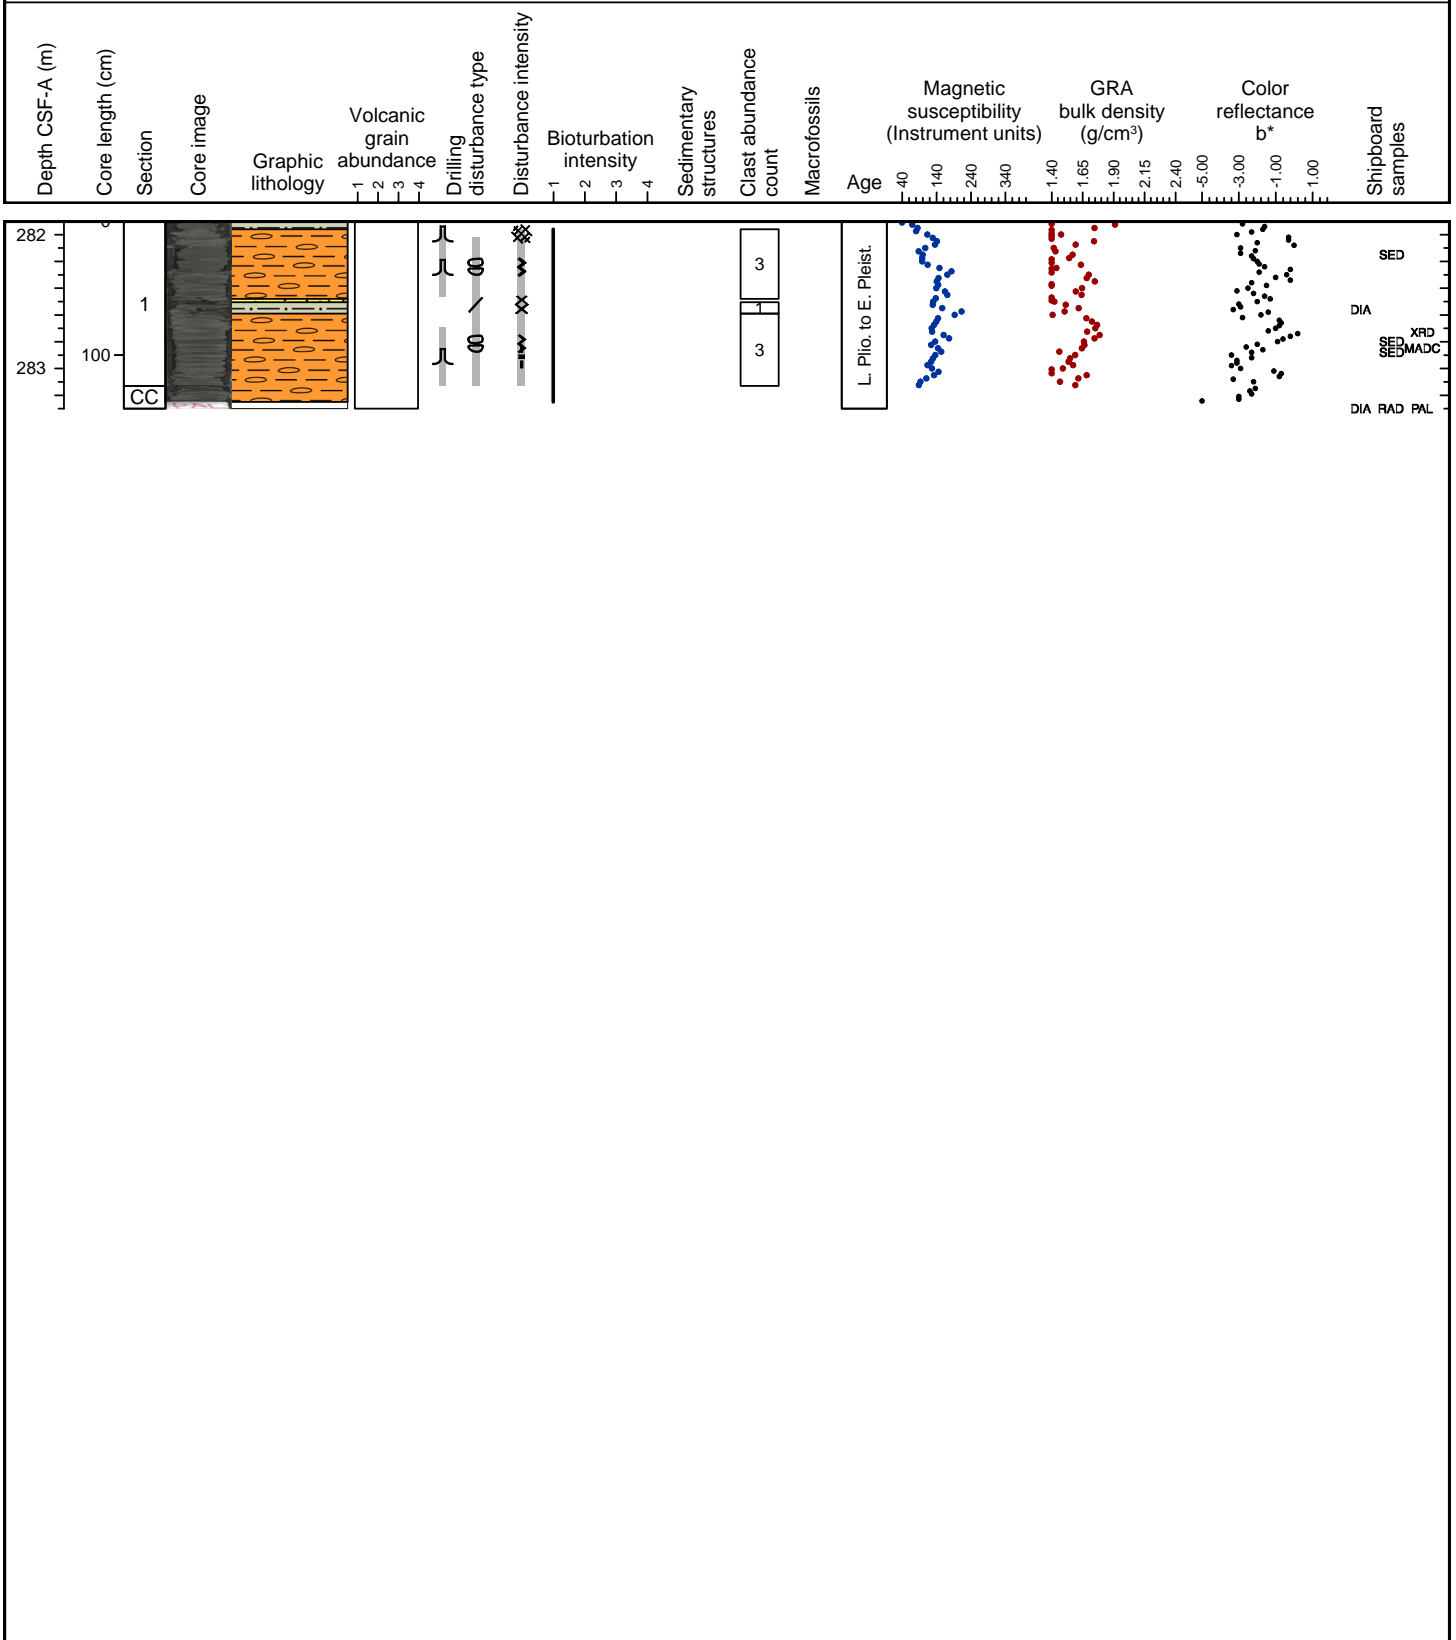 Depth CSF-A (m)
Core length (cm)
Section
Core image
Graphic
lithology
Volcanic
grain
abundance
1 2 3 4
Drilling
disturbance type
Disturbance intensity
Bioturbation
intensity
1 2 3 4
Sedimentary
structures
Clast abundance
count
Macrofossils
Age
Magnetic
susceptibility
(Instrument units)
40 140 240 340
GRA
bulk density
(g/cm³)
1.40 1.65 1.90 2.15 2.40
Color
reflectance
b*
-5.00 -3.00 -1.00 1.00
Shipboard
samples
0
282
3
L. Plio. to E. Pleist.
SED
1
1
DIA
XRD
SED
100
3
SED MADC
283
CC
PAL
DIA RAD PAL